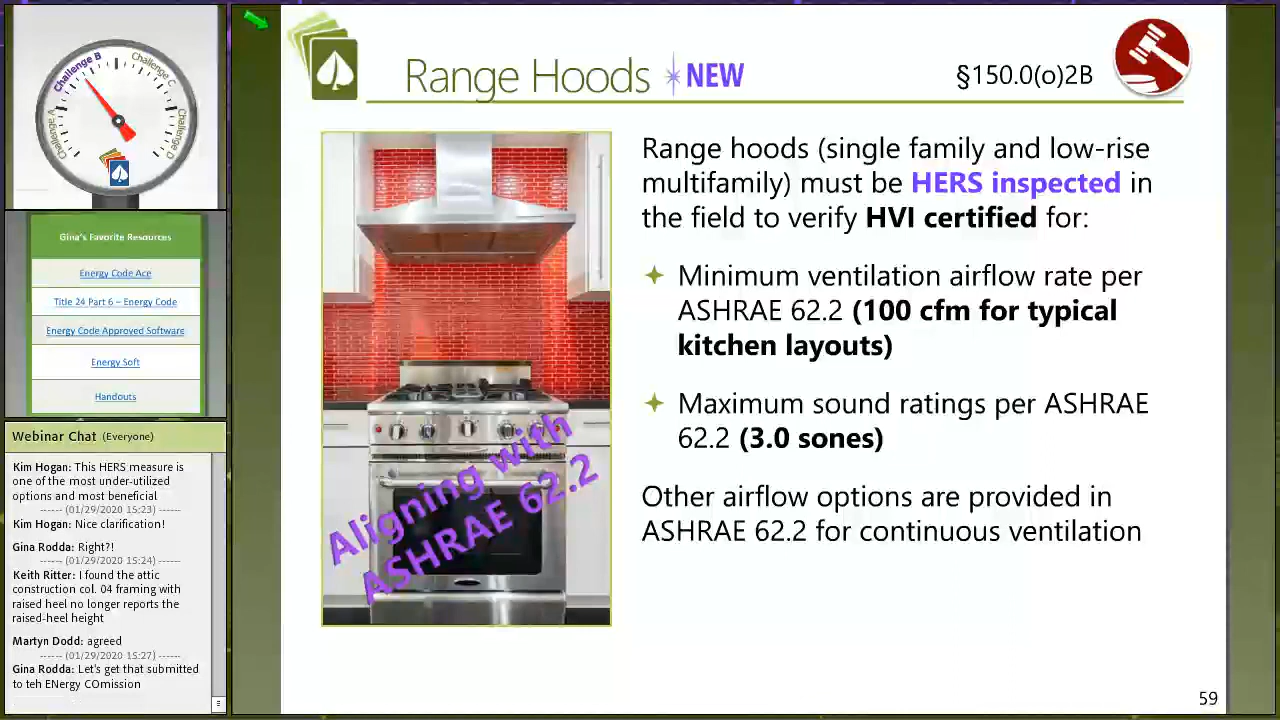 Challenge A
Challenge B
Challenge C
Challenge D
Gina's Favorite Resources
Energy Code Ace
Title 24 Part 6 – Energy Code
Energy Code Approved Software
Energy Soft
Handouts
Webinar Chat (Everyone)
Kim Hogan: This HERS measure is
one of the most under-utilized
options and most beneficial
------ (01/29/2020 15:23) ------
Kim Hogan: Nice clarification!
Gina Rodda: Right?!
------ (01/29/2020 15:24) ------
Keith Ritter: I found the attic
construction col. 04 framing with
raised heel no longer reports the
raised-heel height
Martyn Dodd: agreed
------ (01/29/2020 15:27) ------
Gina Rodda: Let's get that submitted
to teh ENergy COmission
Range Hoods NEW
§150.0(o)2B
Aligning with
ASHRAE 62.2
Range hoods (single family and low-rise
multifamily) must be HERS inspected in
the field to verify HVI certified for:
Minimum ventilation airflow rate per
ASHRAE 62.2 (100 cfm for typical
kitchen layouts)
Maximum sound ratings per ASHRAE
62.2 (3.0 sones)
Other airflow options are provided in
ASHRAE 62.2 for continuous ventilation
59